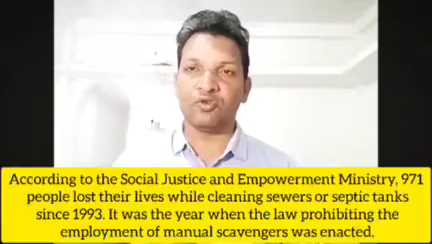 According to the Social Justice and Empowerment Ministry, 971
people lost their lives while cleaning sewers or septic tanks
since 1993. It was the year when the law prohibiting the
employment of manual scavengers was enacted.